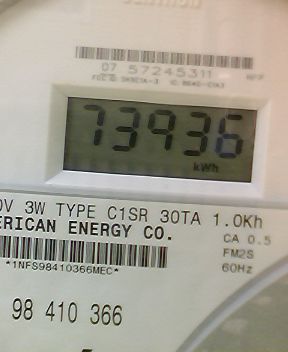 07 57245311
73936
kWh
0V 3W TYPE C1SR 30TA 1.0Kh
ERICAN ENERGY CO.
CA 0.5
FM2S
*1NFS98410366MEC*
60Hz
98 410 366